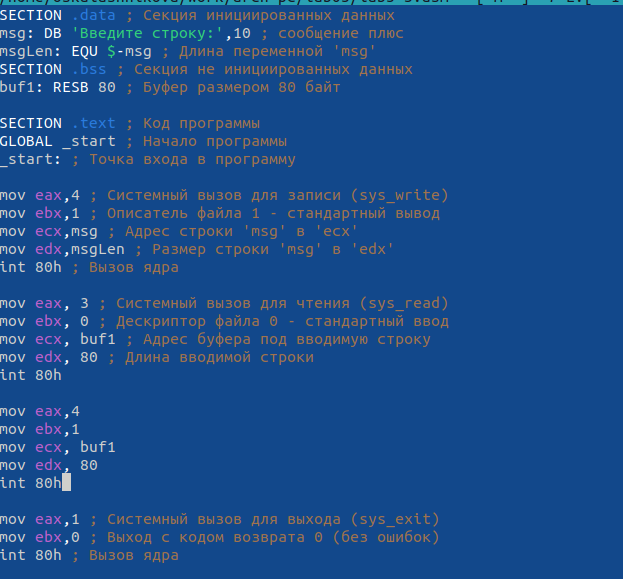 SECTION .data ; Секция инициированных данных
msg: DB 'Введите строку:',10 ; сообщение плюс
msgLen: EQU $-msg ; Длина переменной 'msg'
SECTION .bss ; Секция не инициированных данных
buf1: RESB 80 ; Буфер размером 80 байт
SECTION .text ; Код программы
GLOBAL _start ; Начало программы
_start: ; Точка входа в программу
mov eax,4 ; Системный вызов для записи (sys_write)
mov ebx,1 ; Описатель файла 1 - стандартный вывод
mov ecx,msg ; Адрес строки 'msg' в 'ecx'
mov edx,msgLen ; Размер строки 'msg' в 'edx'
int 80h ; Вызов ядра
mov eax, 3 ; Системный вызов для чтения (sys_read)
mov ebx, 0 ; Дескриптор файла 0 - стандартный ввод
mov ecx, buf1 ; Адрес буфера под вводимую строку
mov edx, 80 ; Длина вводимой строки
int 80h
mov eax,4
mov ebx,1
mov ecx, buf1
mov edx, 80
int 80h
mov eax,1 ; Системный вызов для выхода (sys_exit)
mov ebx,0 ; Выход с кодом возврата 0 (без ошибок)
int 80h ; Вызов ядра